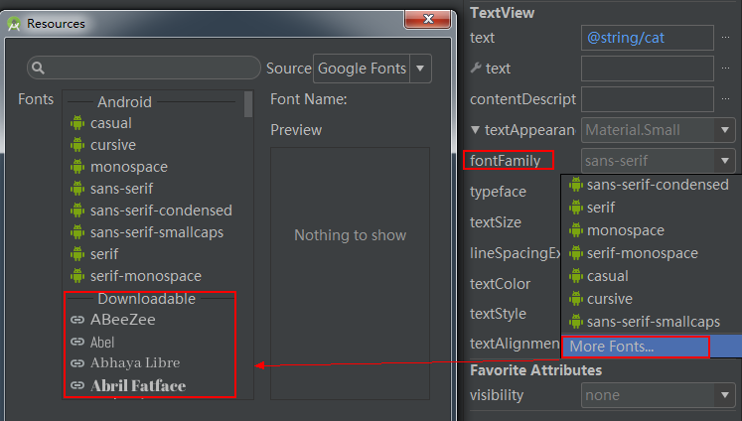 Resources
Source Google Fonts
Fonts
Android
casual
cursive
monospace
sans-serif
sans-serif-condensed
sans-serif-smallcaps
serif
serif-monospace
Downloadable
ABeeZee
Abel
Abhaya Libre
Abril Fatface
Font Name:
Preview
Nothing to show
TextView
text @string/cat ...
text ...
contentDescript ...
textAppearan Material.Small
fontFamily sans-serif
typeface
textSize
lineSpacingEx
textColor
textStyle
textAlignmen
sans-serif-condensed
serif
monospace
serif-monospace
casual
cursive
sans-serif-smallcaps
More Fonts...
Favorite Attributes
visibility none